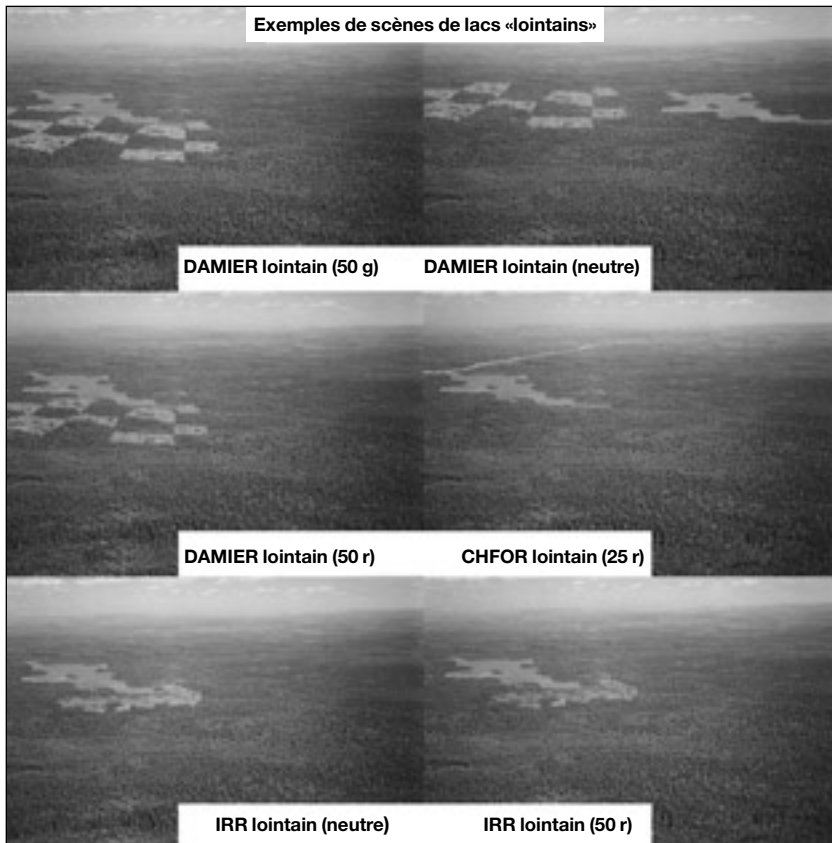 Exemples de scènes de lacs «lointains»
DAMIER lointain (50 g)
DAMIER lointain (neutre)
DAMIER lointain (50 r)
CHFOR lointain (25 r)
IRR lointain (neutre)
IRR lointain (50 r)